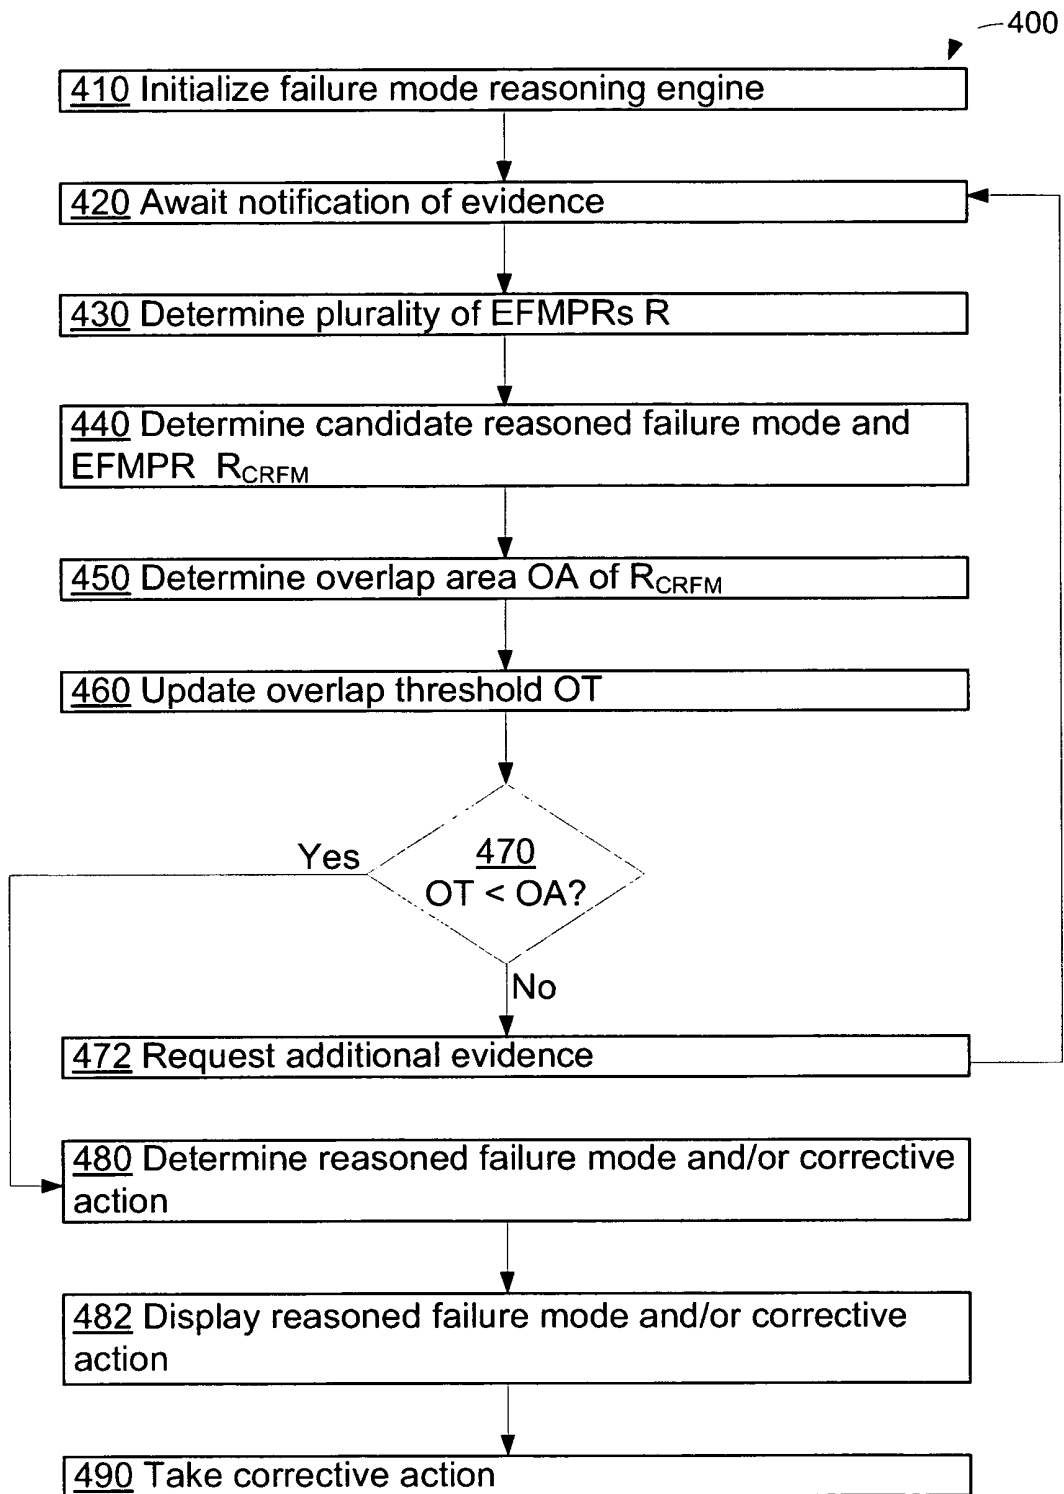 400
410 Initialize failure mode reasoning engine
420 Await notification of evidence
430 Determine plurality of EFMPRs R
440 Determine candidate reasoned failure mode and
EFMPR R_CRFM
450 Determine overlap area OA of R_CRFM
460 Update overlap threshold OT
Yes
470
OT < OA?
No
472 Request additional evidence
480 Determine reasoned failure mode and/or corrective
action
482 Display reasoned failure mode and/or corrective
action
490 Take corrective action